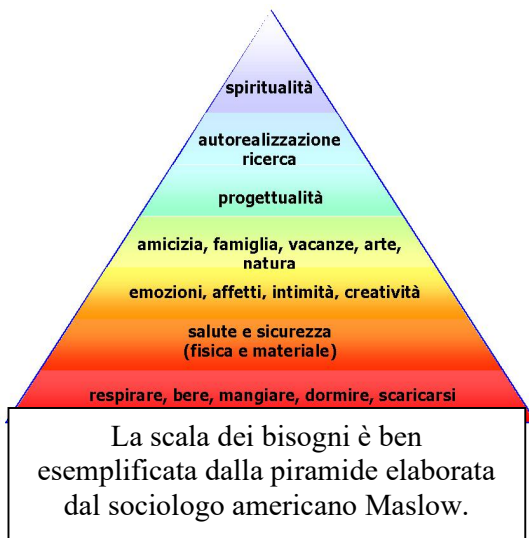 spiritualità
autorealizzazione
ricerca
progettualità
amicizia, famiglia, vacanze, arte,
natura
emozioni, affetti, intimità, creatività
salute e sicurezza
(fisica e materiale)
respirare, bere, mangiare, dormire, scaricarsi
La scala dei bisogni è ben
esemplificata dalla piramide elaborata
dal sociologo americano Maslow.